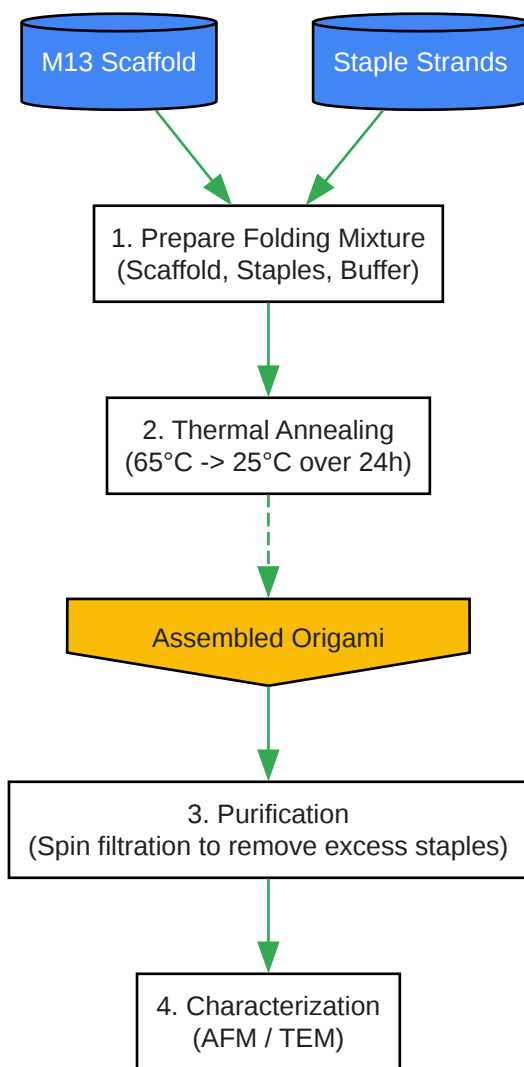 M13 Scaffold
Staple Strands
1. Prepare Folding Mixture
(Scaffold, Staples, Buffer)
2. Thermal Annealing
(65°C -> 25°C over 24h)
Assembled Origami
3. Purification
(Spin filtration to remove excess staples)
4. Characterization
(AFM / TEM)